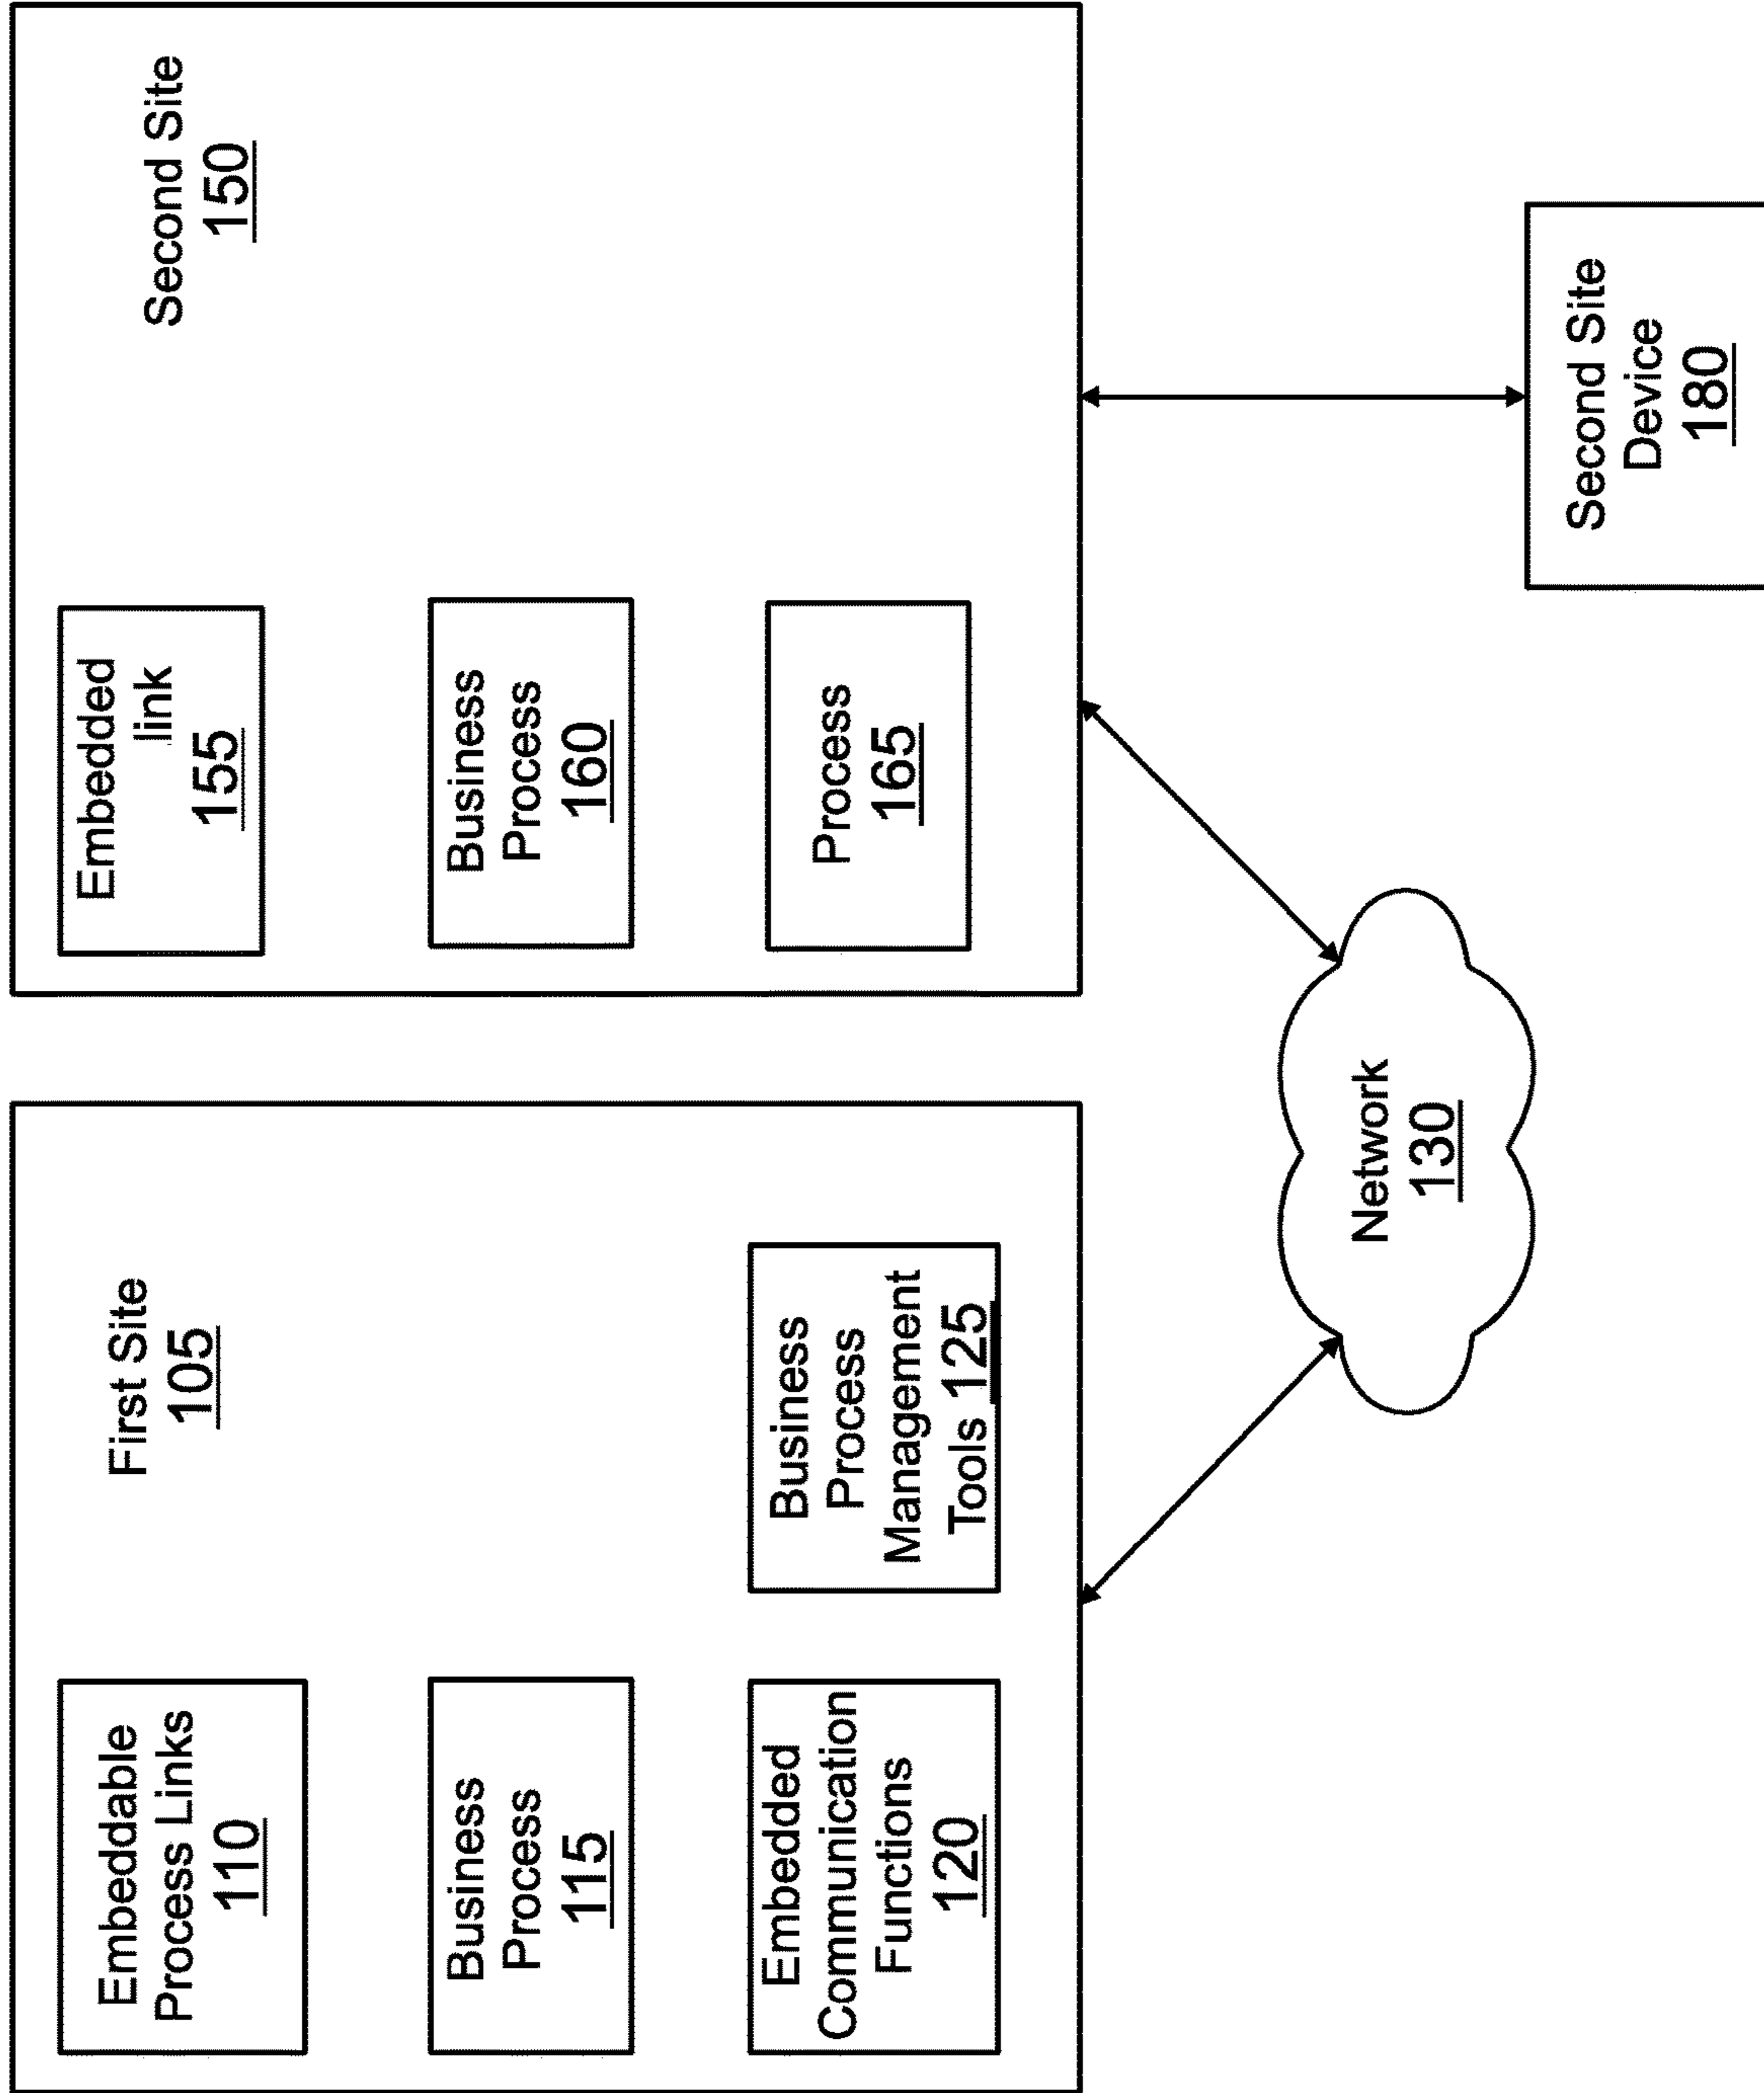 First Site
105
Embeddable
Process Links
110
Business
Process
115
Embedded
Communication
Functions
120
Business
Process
Management
Tools 125
Second Site
150
Embedded
link
155
Business
Process
160
Process
165
Network
130
Second Site
Device
180